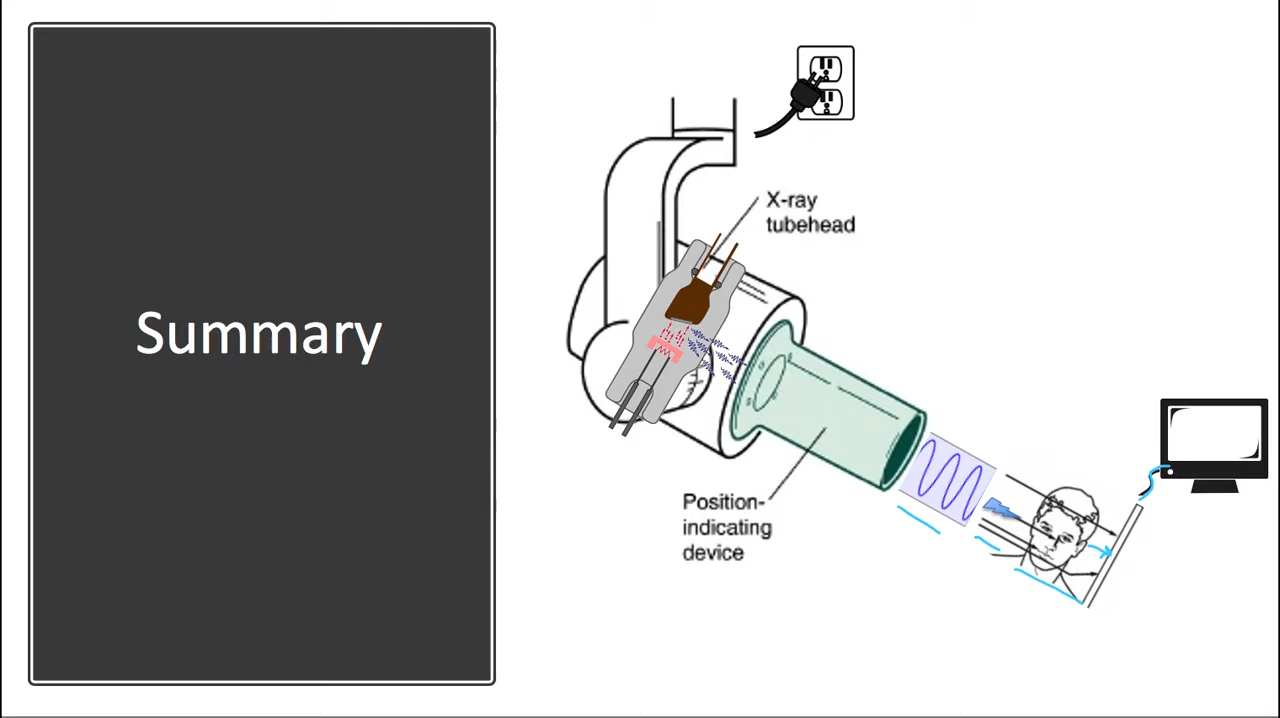 Summary
X-ray
tubehead
Position-
indicating
device